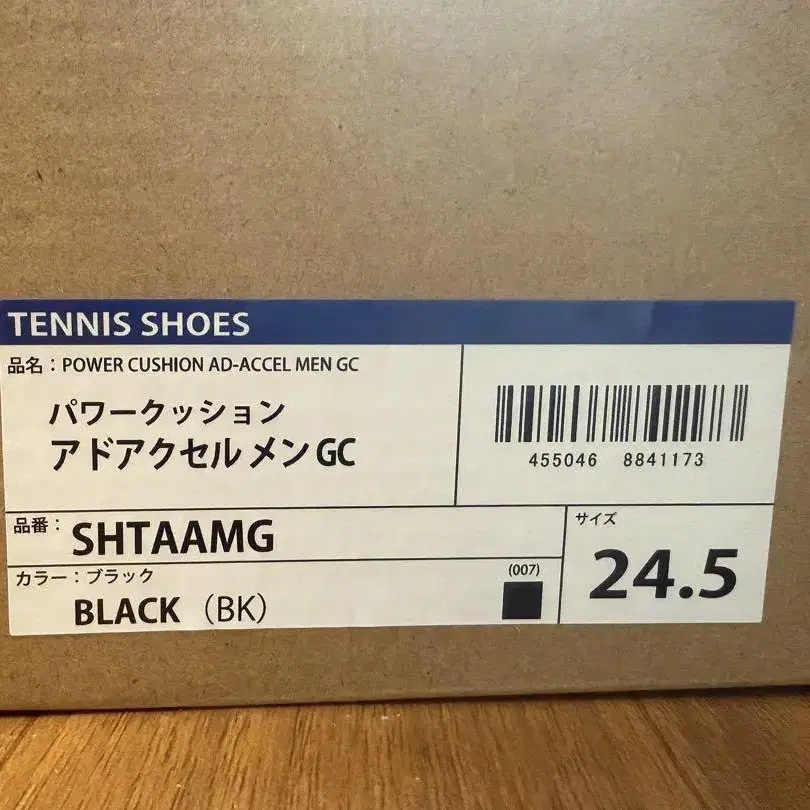 TENNIS SHOES
品名：POWER CUSHION AD-ACCEL MEN GC
パワークッション
アドアクセル メン GC
455046 8841173
品番：
SHTAAMG
カラー：ブラック
BLACK（BK）
(007)
サイズ
24.5